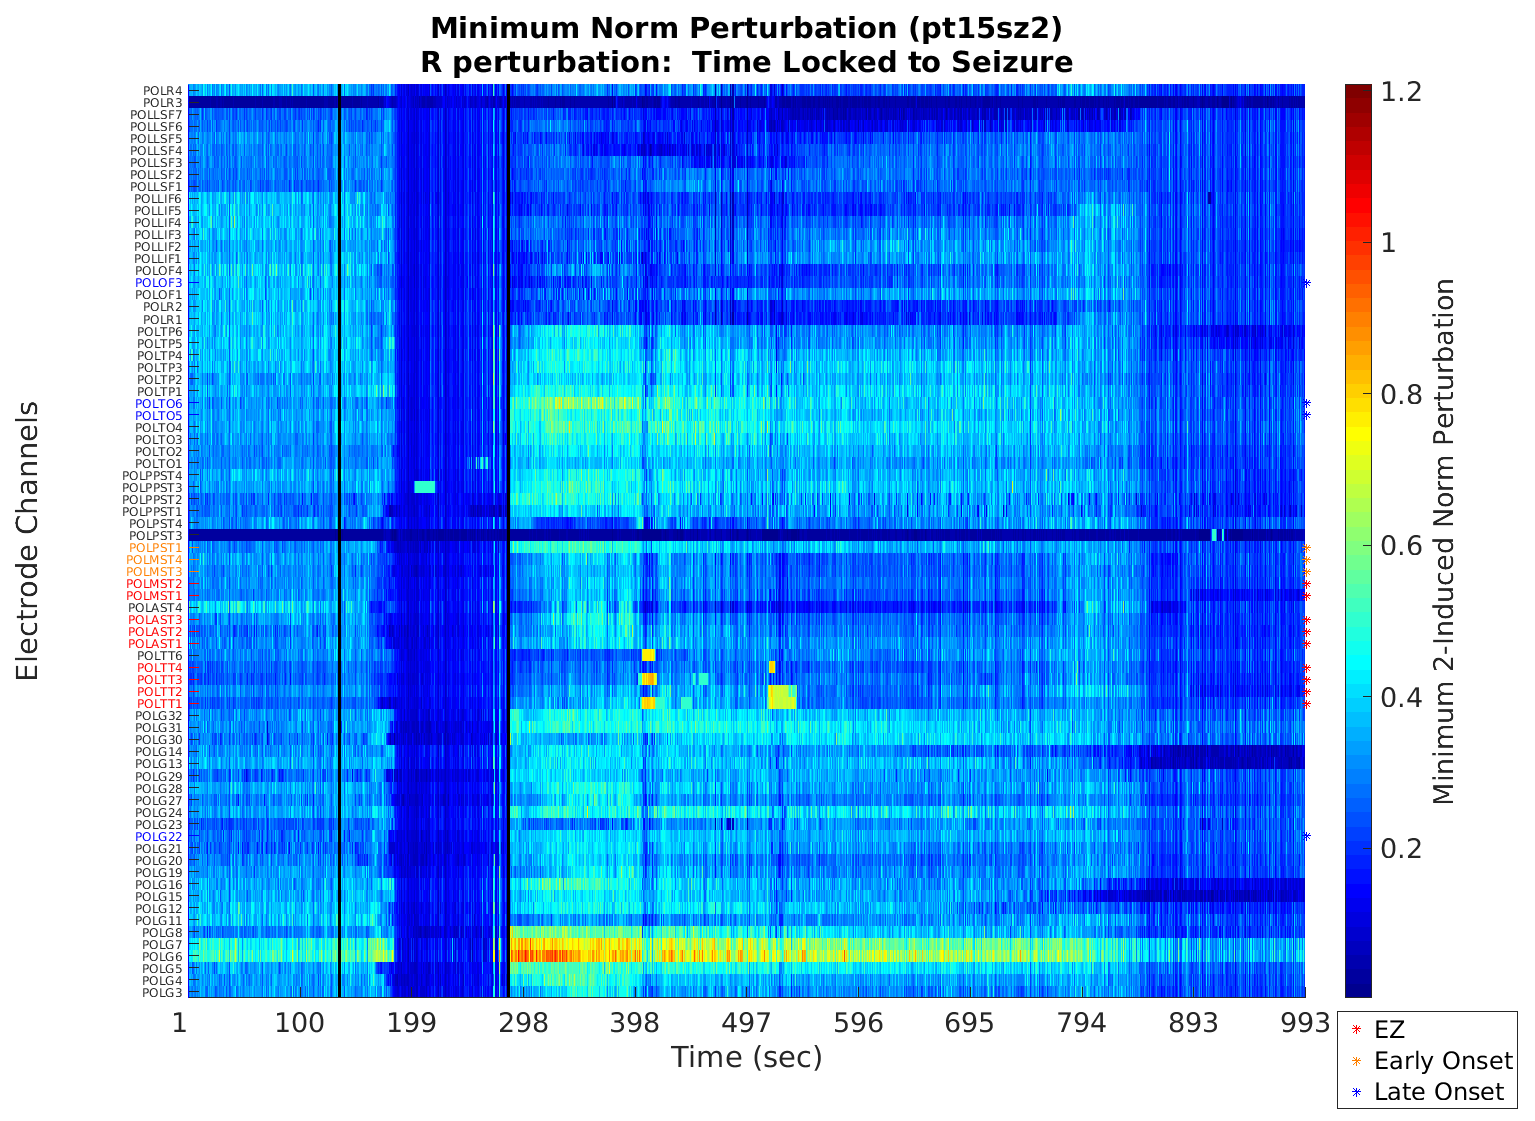 Minimum Norm Perturbation (pt15sz2)
R perturbation:  Time Locked to Seizure
Electrode Channels
POLR4
POLR3
POLLSF7
POLLSF6
POLLSF5
POLLSF4
POLLSF3
POLLSF2
POLLSF1
POLLIF6
POLLIF5
POLLIF4
POLLIF3
POLLIF2
POLLIF1
POLOF4
POLOF3
POLOF1
POLR2
POLR1
POLTP6
POLTP5
POLTP4
POLTP3
POLTP2
POLTP1
POLTO6
POLTO5
POLTO4
POLTO3
POLTO2
POLTO1
POLPPST4
POLPPST3
POLPPST2
POLPPST1
POLPST4
POLPST3
POLPST1
POLMST4
POLMST3
POLMST2
POLMST1
POLAST4
POLAST3
POLAST2
POLAST1
POLTT6
POLTT4
POLTT3
POLTT2
POLTT1
POLG32
POLG31
POLG30
POLG14
POLG13
POLG29
POLG28
POLG27
POLG24
POLG23
POLG22
POLG21
POLG20
POLG19
POLG16
POLG15
POLG12
POLG11
POLG8
POLG7
POLG6
POLG5
POLG4
POLG3
1 100 199 298 398 497 596 695 794 893 993
Time (sec)
1.2
1
0.8
0.6
0.4
0.2
Minimum 2-Induced Norm Perturbation
EZ
Early Onset
Late Onset